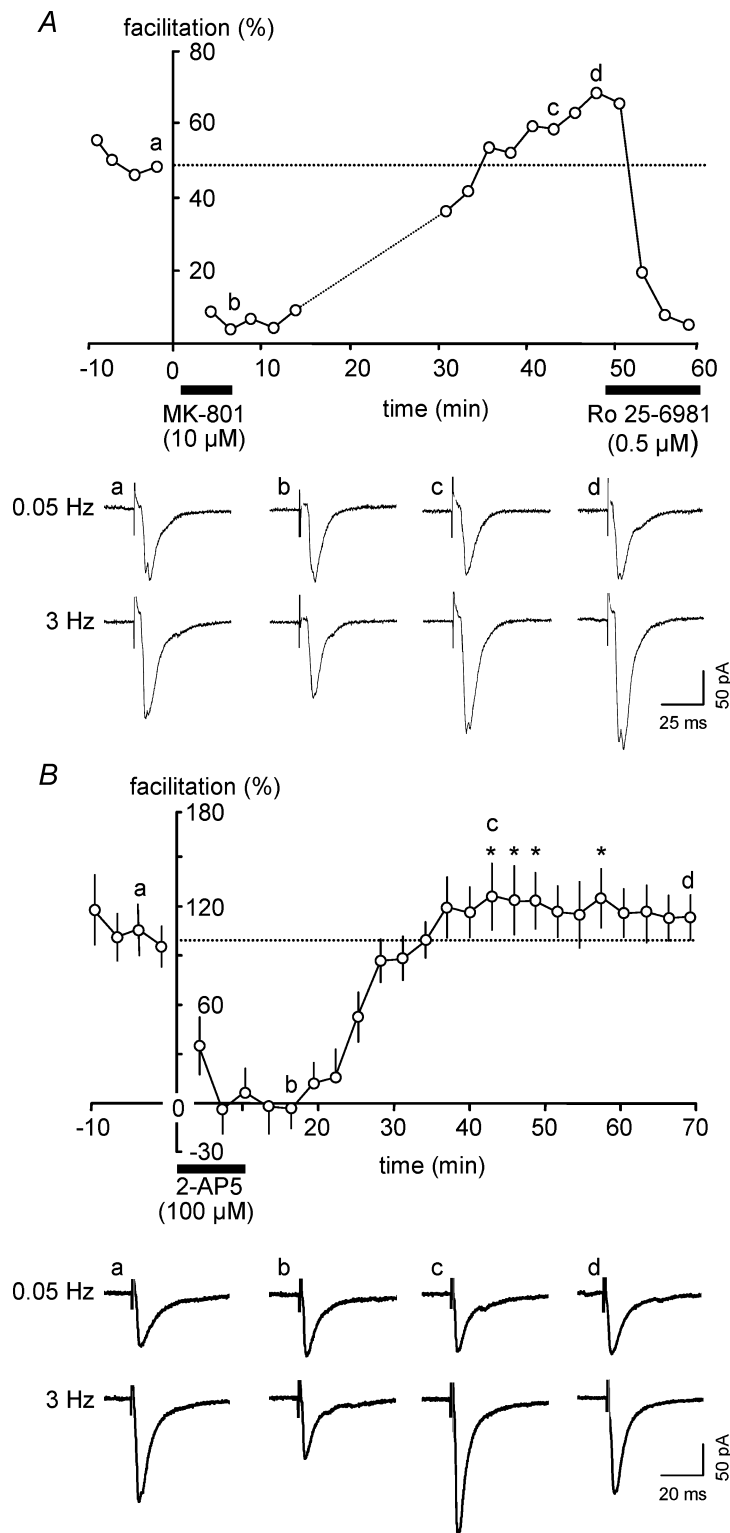 A
facilitation (%)
80
60
40
20
a
b
c
d
-10 0 10 20 30 40 50 60
MK-801
(10 µM)
time (min)
Ro 25-6981
(0.5 µM)
a b c d
0.05 Hz
3 Hz
50 pA
25 ms
B
facilitation (%)
180
120
60
0
-30
a
b
c
* * * *
d
-10 20 30 40 50 60 70
time (min)
2-AP5
(100 µM)
a b c d
0.05 Hz
3 Hz
50 pA
20 ms